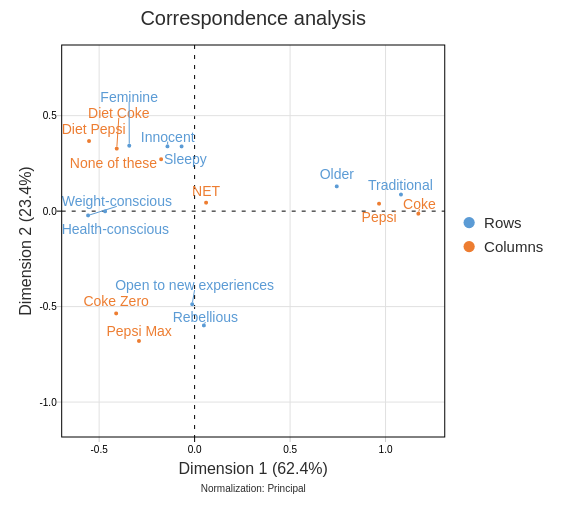 Correspondence analysis
Feminine
Diet Coke
Diet Pepsi
Innocent
None of these
Sleepy
Older
Traditional
NET
Weight-conscious
Coke
Pepsi
Health-conscious
Open to new experiences
Coke Zero
Rebellious
Pepsi Max
0.5
0.0
-0.5
-1.0
-0.5
0.0
0.5
1.0
Dimension 2 (23.4%)
Dimension 1 (62.4%)
Normalization: Principal
Rows
Columns